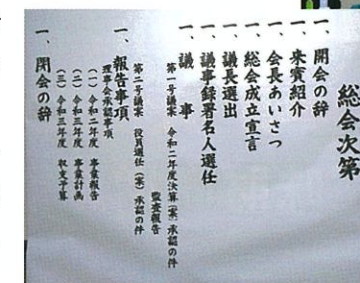 総会次第
一、開会の辞
一、来賓紹介
一、会長あいさつ
一、総会成立宣言
一、議長選出
一、議事録署名人選任
一、議事
第一号議案 令和二年度決算(案)承認の件
監査報告
第二号議案 役員選任(案)承認の件
一、報告事項
理事会承認事項
(一)令和二年度 事業報告
(二)令和三年度 事業計画
(三)令和三年度 収支予算
一、閉会の辞